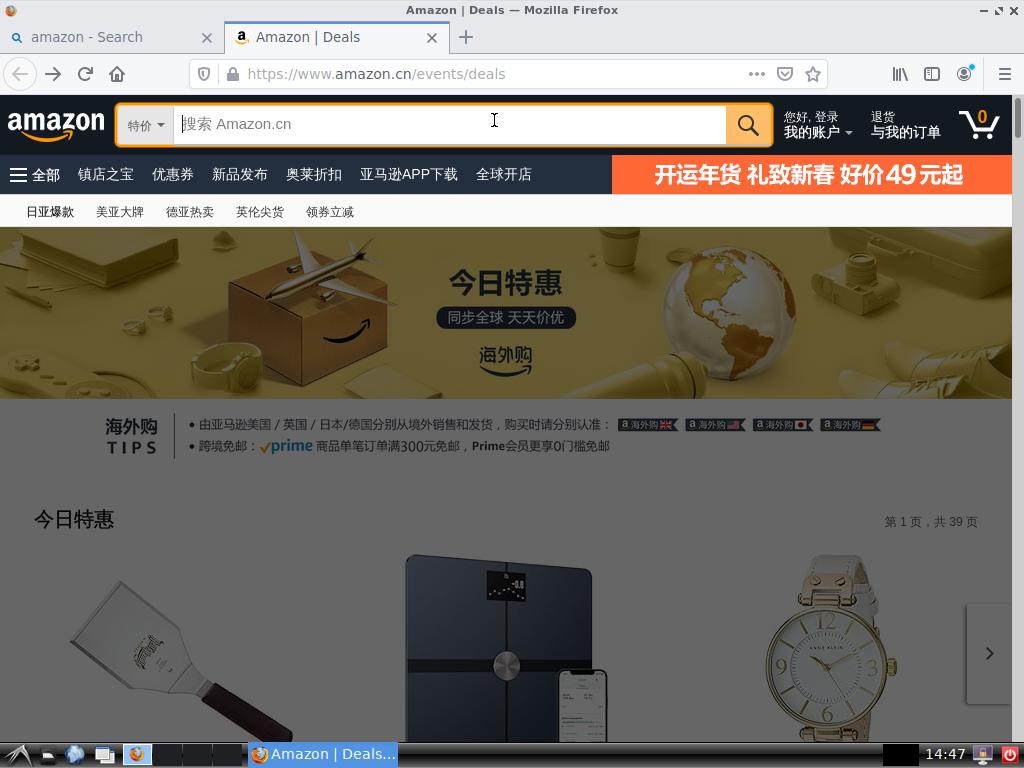 Amazon | Deals — Mozilla Firefox
amazon - Search
Amazon | Deals
https://www.amazon.cn/events/deals
amazon
特价
搜索 Amazon.cn
您好, 登录
我的账户
退货
与我的订单
0
全部
镇店之宝
优惠券
新品发布
奥莱折扣
亚马逊APP下载
全球开店
开运年货 礼致新春 好价49元起
日亚爆款
美亚大牌
德亚热卖
英伦尖货
领券立减
今日特惠
同步全球 天天价优
海外购
海外购
TIPS
• 由亚马逊美国 / 英国 / 日本/德国分别从境外销售和发货，购买时请分别认准：
a海外购 a海外购 a海外购 a海外购
• 跨境免邮：prime 商品单笔订单满300元免邮，Prime会员更享0门槛免邮
今日特惠
第 1 页，共 39 页
12
ANNE KLEIN
9
3
6
Amazon | Deals...
14:47